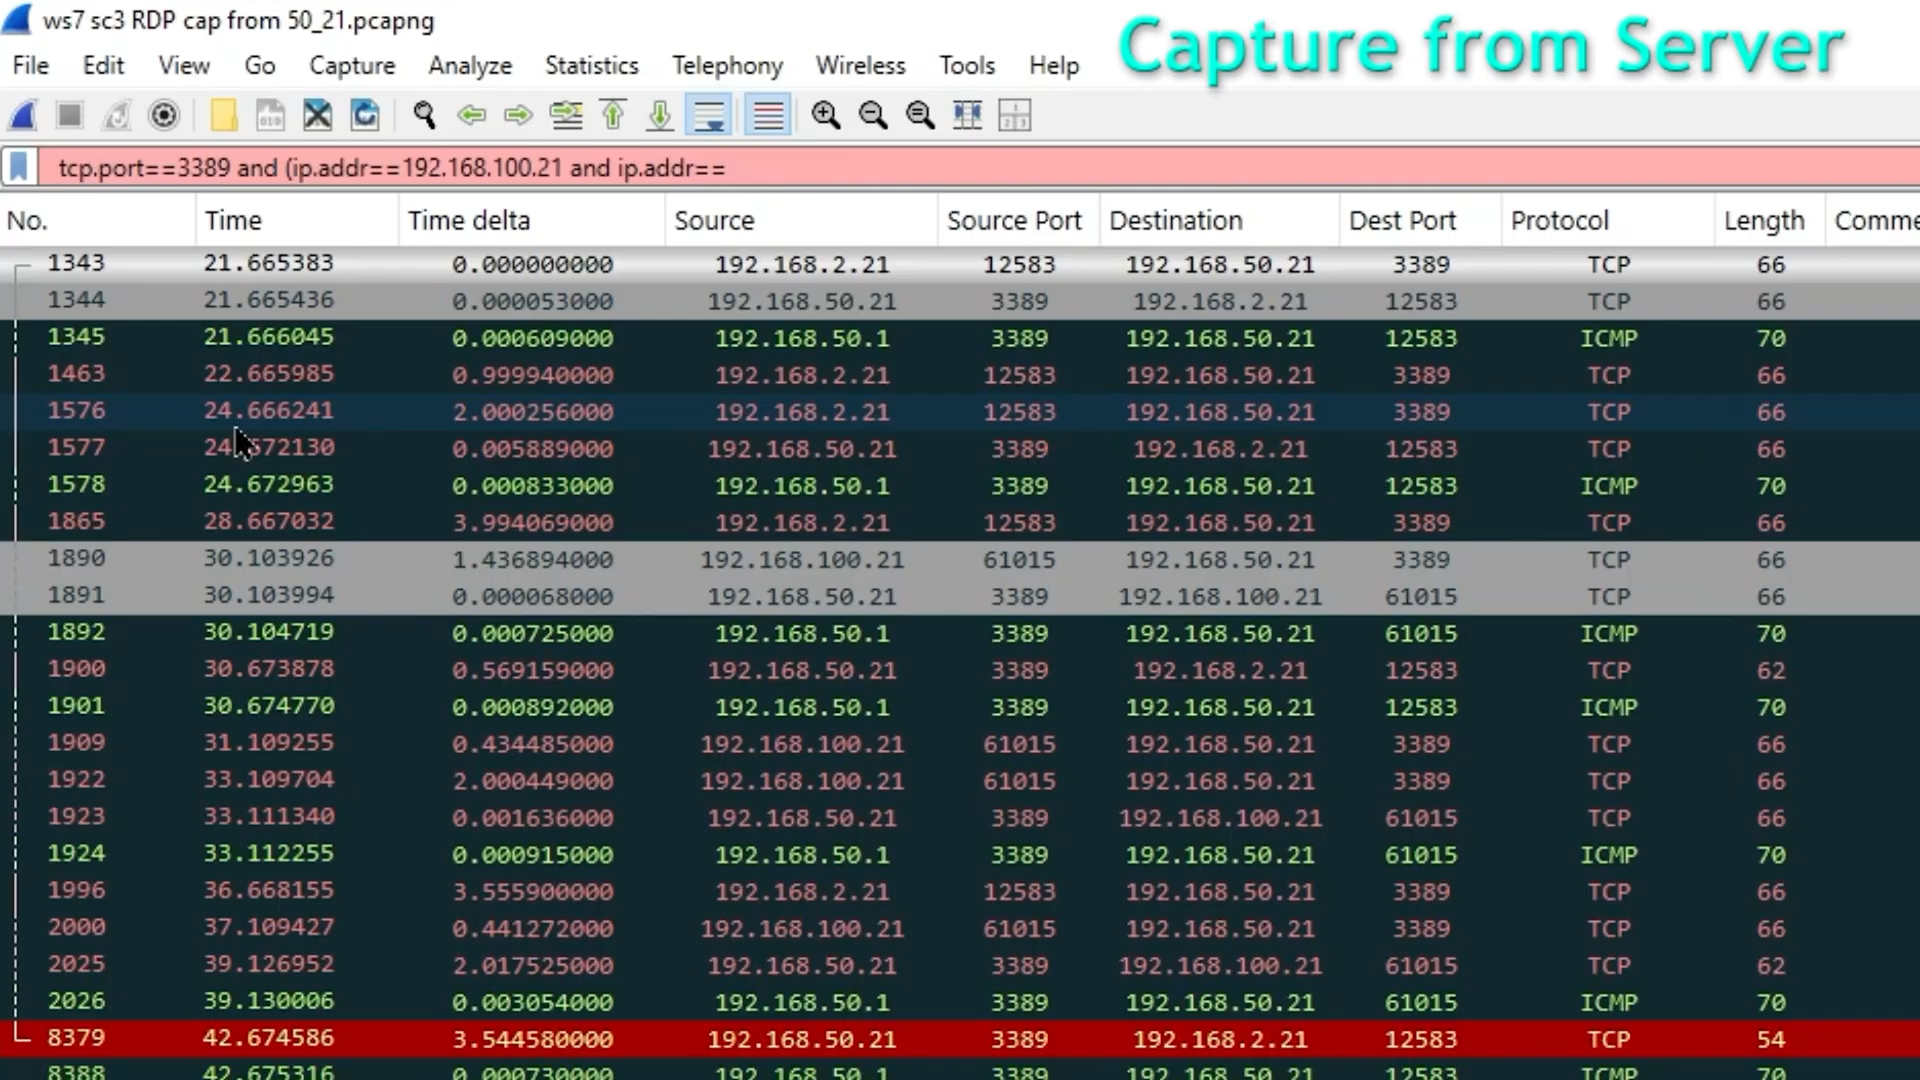 ws7 sc3 RDP cap from 50_21.pcapng
Capture from Server
File Edit View Go Capture Analyze Statistics Telephony Wireless Tools Help
tcp.port==3389 and (ip.addr==192.168.100.21 and ip.addr==
No. Time Time delta Source Source Port Destination Dest Port Protocol Length Comme
1343 21.665383 0.000000000 192.168.2.21 12583 192.168.50.21 3389 TCP 66
1344 21.665436 0.000053000 192.168.50.21 3389 192.168.2.21 12583 TCP 66
1345 21.666045 0.000609000 192.168.50.1 3389 192.168.50.21 12583 ICMP 70
1463 22.665985 0.999940000 192.168.2.21 12583 192.168.50.21 3389 TCP 66
1576 24.666241 2.000256000 192.168.2.21 12583 192.168.50.21 3389 TCP 66
1577 0.005889000 192.168.50.21 3389 192.168.2.21 12583 TCP 66
1578 24.672963 0.000833000 192.168.50.1 3389 192.168.50.21 12583 ICMP 70
1865 28.667032 3.994069000 192.168.2.21 12583 192.168.50.21 3389 TCP 66
1890 30.103926 1.436894000 192.168.100.21 61015 192.168.50.21 3389 TCP 66
1891 30.103994 0.000068000 192.168.50.21 3389 192.168.100.21 61015 TCP 66
1892 30.104719 0.000725000 192.168.50.1 3389 192.168.50.21 61015 ICMP 70
1900 30.673878 0.569159000 192.168.50.21 3389 192.168.2.21 12583 TCP 62
1901 30.674770 0.000892000 192.168.50.1 3389 192.168.50.21 12583 ICMP 70
1909 31.109255 0.434485000 192.168.100.21 61015 192.168.50.21 3389 TCP 66
1922 33.109704 2.000449000 192.168.100.21 61015 192.168.50.21 3389 TCP 66
1923 33.111340 0.001636000 192.168.50.21 3389 192.168.100.21 61015 TCP 66
1924 33.112255 0.000915000 192.168.50.1 3389 192.168.50.21 61015 ICMP 70
1996 36.668155 3.555900000 192.168.2.21 12583 192.168.50.21 3389 TCP 66
2000 37.109427 0.441272000 192.168.100.21 61015 192.168.50.21 3389 TCP 66
2025 39.126952 2.017525000 192.168.50.21 3389 192.168.100.21 61015 TCP 62
2026 39.130006 0.003054000 192.168.50.1 3389 192.168.50.21 61015 ICMP 70
8379 42.674586 3.544580000 192.168.50.21 3389 192.168.2.21 12583 TCP 54
8388 42.675316 0.000730000 192.168.50.1 3389 192.168.50.21 12583 ICMP 70